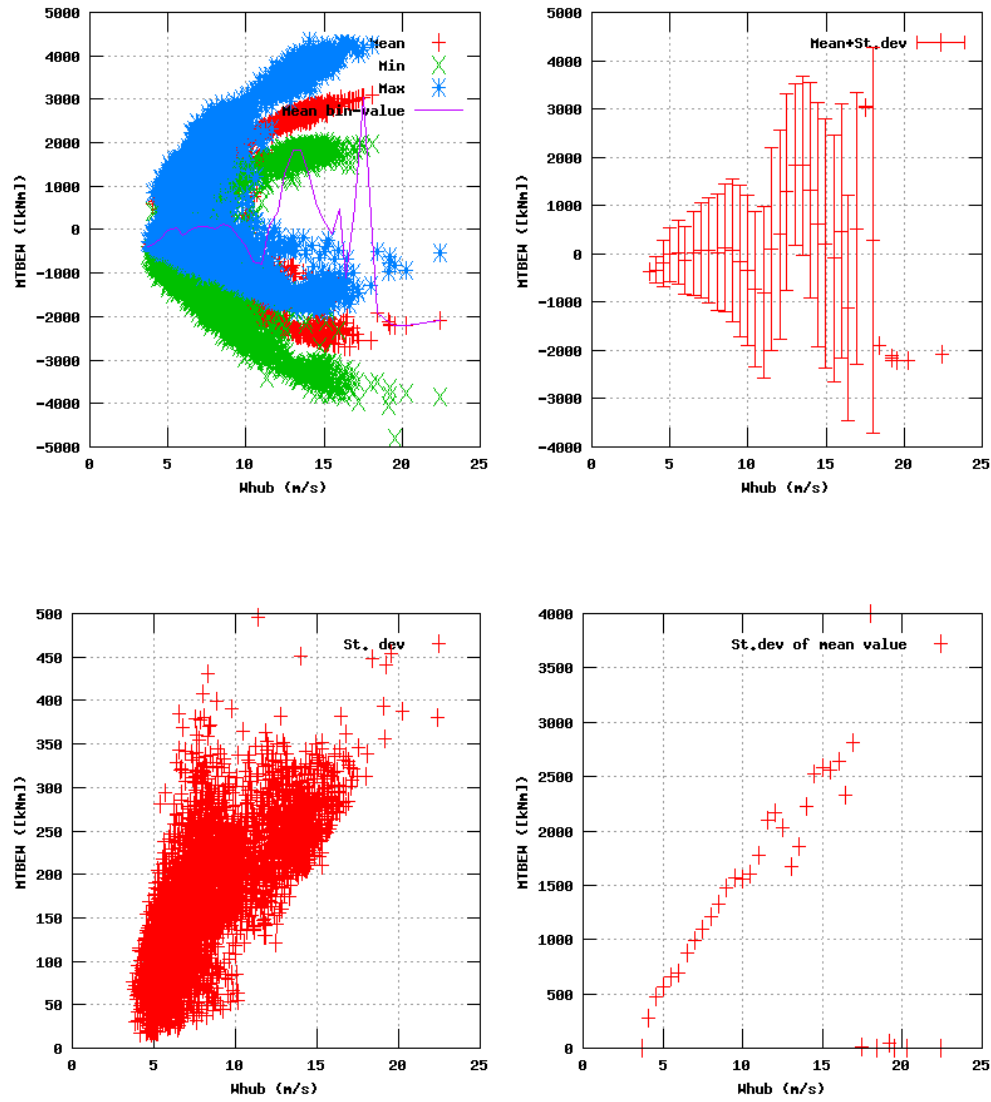 5000
4000
3000
2000
1000
0
-1000
-2000
-3000
-4000
-5000
MTBEW ([kNm])
0 5 10 15 20 25
Whub (m/s)
Mean
Min
Max
Mean bin-value
5000
4000
3000
2000
1000
0
-1000
-2000
-3000
-4000
MTBEW ([kNm])
0 5 10 15 20 25
Whub (m/s)
Mean+St.dev
500
450
400
350
300
250
200
150
100
50
0
MTBEW ([kNm])
0 5 10 15 20 25
Whub (m/s)
St. dev
4000
3500
3000
2500
2000
1500
1000
500
0
MTBEW ([kNm])
0 5 10 15 20 25
Whub (m/s)
St.dev of mean value